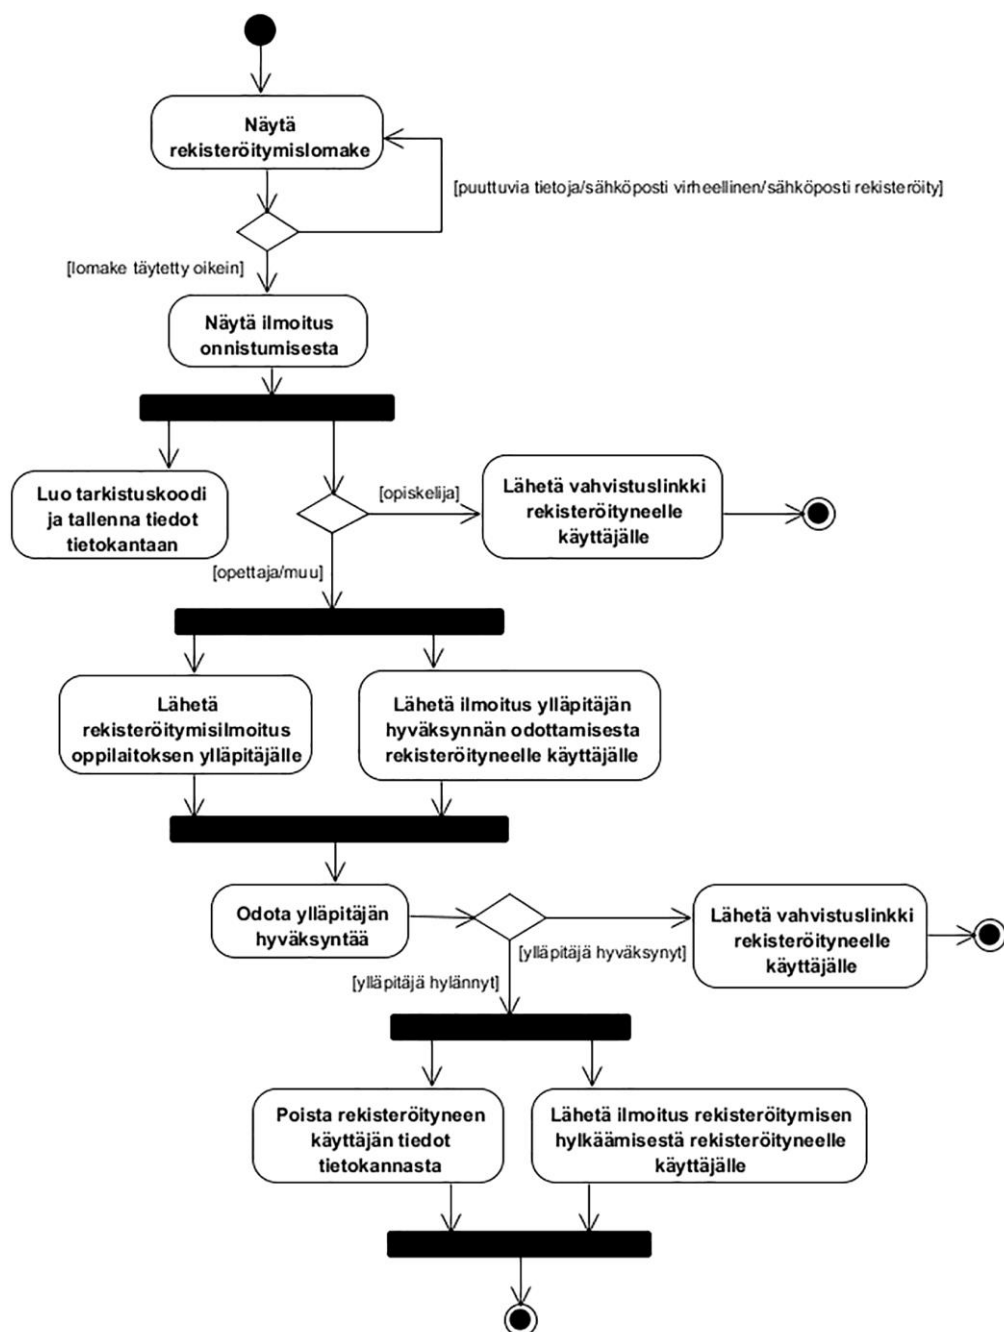 Näytä
rekisteröitymislomake
[puuttuvia tietoja/sähköposti virheellinen/sähköposti rekisteröity]
[lomake täytetty oikein]
Näytä ilmoitus
onnistumisesta
Luo tarkistuskoodi
ja tallenna tiedot
tietokantaan
[opiskelija]
Lähetä vahvistuslinkki
rekisteröityneelle
käyttäjälle
[opettaja/muu]
Lähetä
rekisteröitymisilmoitus
oppilaitoksen ylläpitäjälle
Lähetä ilmoitus ylläpitäjän
hyväksynnän odottamisesta
rekisteröityneelle käyttäjälle
Odota ylläpitäjän
hyväksyntää
[ylläpitäjä hyväksynyt]
Lähetä vahvistuslinkki
rekisteröityneelle
käyttäjälle
[ylläpitäjä hylännyt]
Poista rekisteröityneen
käyttäjän tiedot
tietokannasta
Lähetä ilmoitus rekisteröitymisen
hylkäämisestä rekisteröityneelle
käyttäjälle